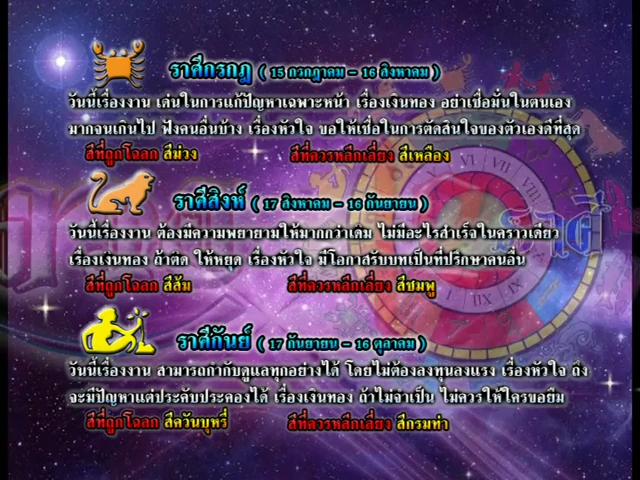 ราศีกรกฎ ( 15 กรกฎาคม - 16 สิงหาคม )
วันนี้เรื่องงาน เด่นในการแก้ปัญหาเฉพาะหน้า เรื่องเงินทอง อย่าเชื่อมั่นในตนเอง
มากจนเกินไป ฟังคนอื่นบ้าง เรื่องหัวใจ ขอให้เชื่อในการตัดสินใจของตัวเองดีที่สุด
สีที่ถูกโฉลก สีม่วง สีที่ควรหลีกเลี่ยง สีเหลือง
ราศีสิงห์ ( 17 สิงหาคม - 16 กันยายน )
วันนี้เรื่องงาน ต้องมีความพยายามให้มากกว่าเดิม ไม่มีอะไรสำเร็จในคราวเดียว
เรื่องเงินทอง ถ้าติด ให้หยุด เรื่องหัวใจ มีโอกาสรับบทเป็นที่ปรึกษาคนอื่น
สีที่ถูกโฉลก สีส้ม สีที่ควรหลีกเลี่ยง สีชมพู
ราศีกันย์ ( 17 กันยายน - 16 ตุลาคม )
วันนี้เรื่องงาน สามารถกำกับดูแลทุกอย่างได้ โดยไม่ต้องลงทุนลงแรง เรื่องหัวใจ ถึง
จะมีปัญหาแต่ประคับประคองได้ เรื่องเงินทอง ถ้าไม่จำเป็น ไม่ควรให้ใครขอยืม
สีที่ถูกโฉลก สีควันบุหรี่ สีที่ควรหลีกเลี่ยง สีกรมท่า